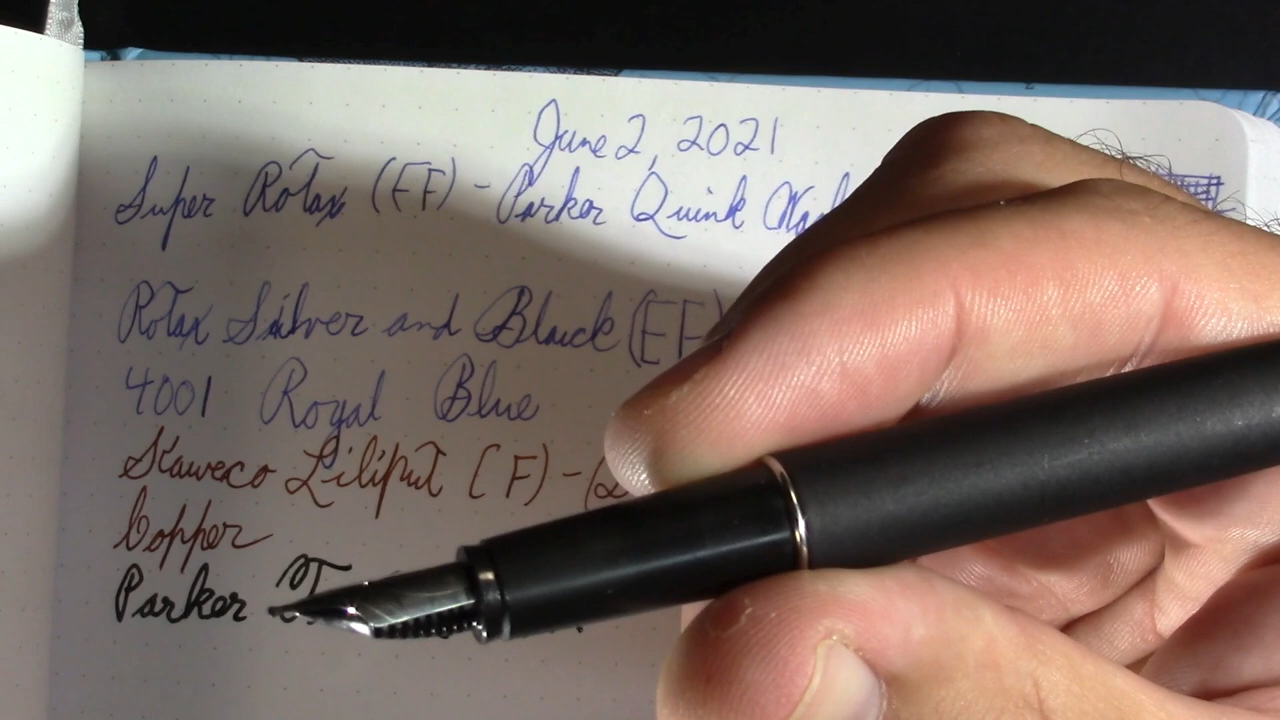 June 2, 2021
Super Rotax (EF) - Parker Quink
Rotax Silver and Black (EF)
4001 Royal Blue
Kaweco Liliput (F) -
Copper
Parker